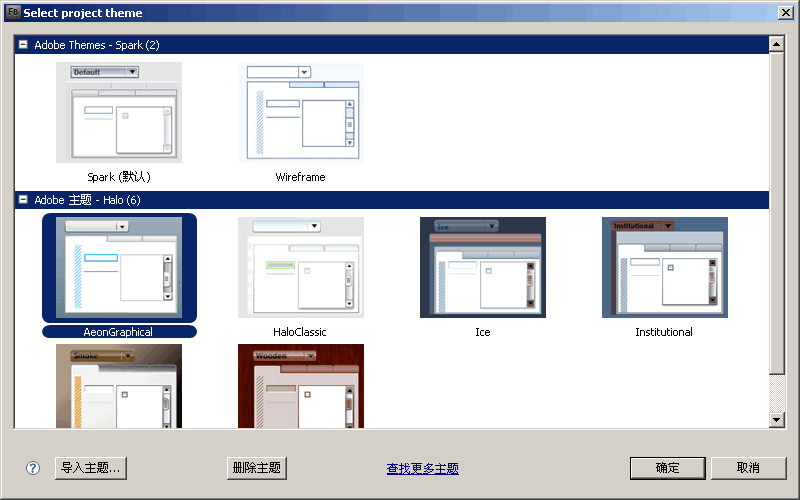 FB Select project theme
Adobe Themes - Spark (2)
Default
Spark (默认)
Wireframe
Adobe 主题 - Halo (6)
Ice
Institutional
AeonGraphical
HaloClassic
Ice
Institutional
Smoke
Wooden
?
导入主题...
删除主题
查找更多主题
确定
取消